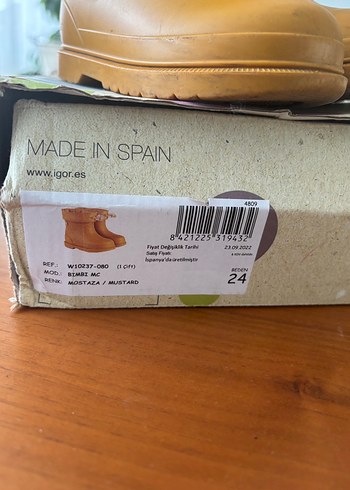 MADE IN SPAIN
www.igor.es
4809
8 421225 319432
Fiyat Değişiklik Tarihi 23.09.2022
Satış Fiyatı
İspanya'da üretilmiştir
REF.: W10237-080 (1 Çift)
MOD.: BIMBI MC
RENK: MOSTAZA / MUSTARD
BEDEN
24